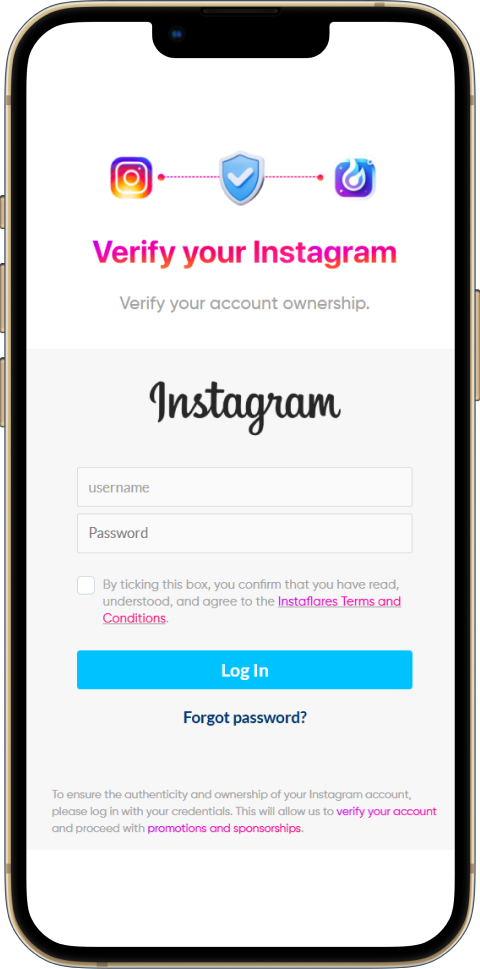 Verify your Instagram
Verify your account ownership.
Instagram
username
Password
By ticking this box, you confirm that you have read,
understood, and agree to the Instaflares Terms and
Conditions.
Log In
Forgot password?
To ensure the authenticity and ownership of your Instagram account,
please log in with your credentials. This will allow us to verify your account
and proceed with promotions and sponsorships.